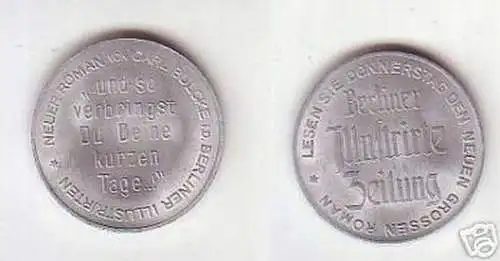 NEUER ROMAN VON CARL BULCKE I.D. BERLINER ILLUSTRIRTEN
„und so
verbringst
Du Deine
kurzen
Tage...!"
LESEN SIE DONNERSTAG DEN NEUEN GROSSEN ROMAN
Berliner
Illustrirte
Zeitung
ebay